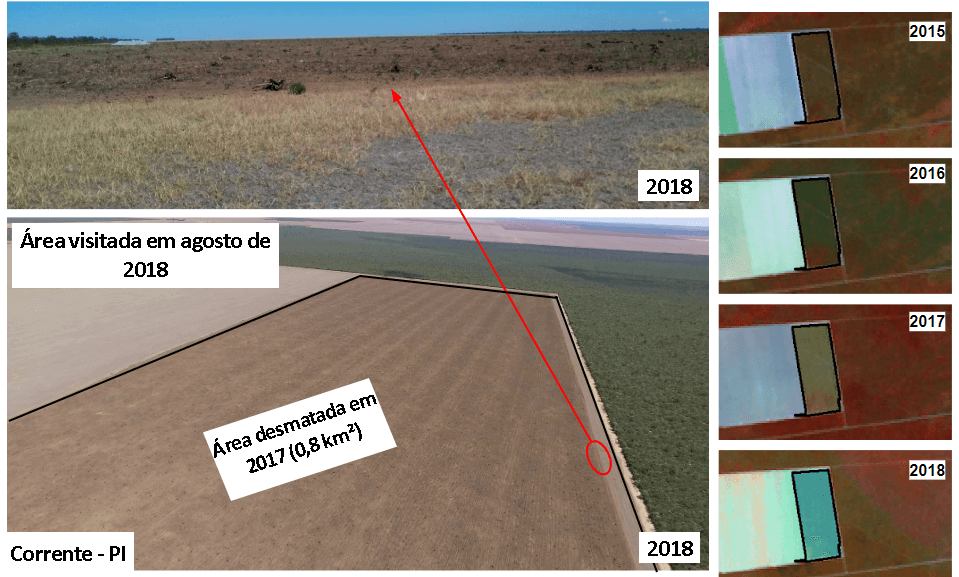 2018
Área visitada em agosto de
2018
Área desmatada em
2017 (0,8 km²)
Corrente - PI
2018
2015
2016
2017
2018